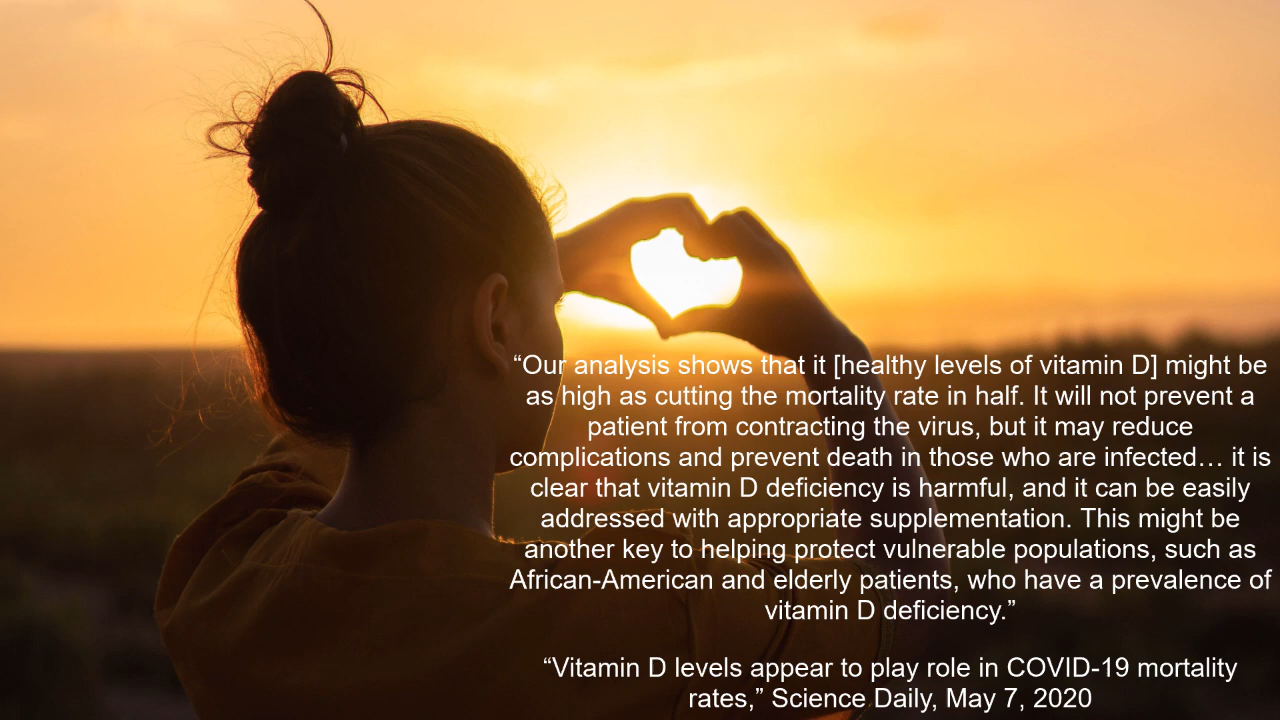 “Our analysis shows that it [healthy levels of vitamin D] might be
as high as cutting the mortality rate in half. It will not prevent a
patient from contracting the virus, but it may reduce
complications and prevent death in those who are infected… it is
clear that vitamin D deficiency is harmful, and it can be easily
addressed with appropriate supplementation. This might be
another key to helping protect vulnerable populations, such as
African-American and elderly patients, who have a prevalence of
vitamin D deficiency.”
“Vitamin D levels appear to play role in COVID-19 mortality
rates,” Science Daily, May 7, 2020